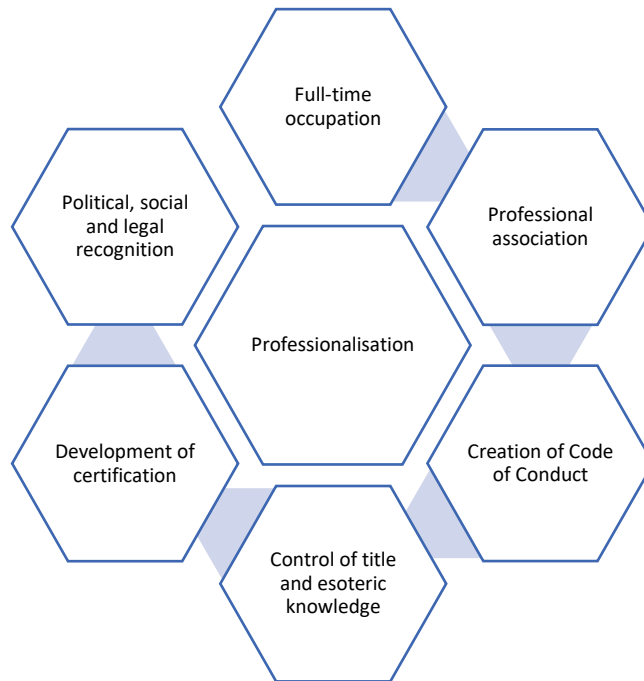 Full-time
occupation
Professional
association
Creation of Code
of Conduct
Control of title
and esoteric
knowledge
Development of
certification
Political, social
and legal
recognition
Professionalisation